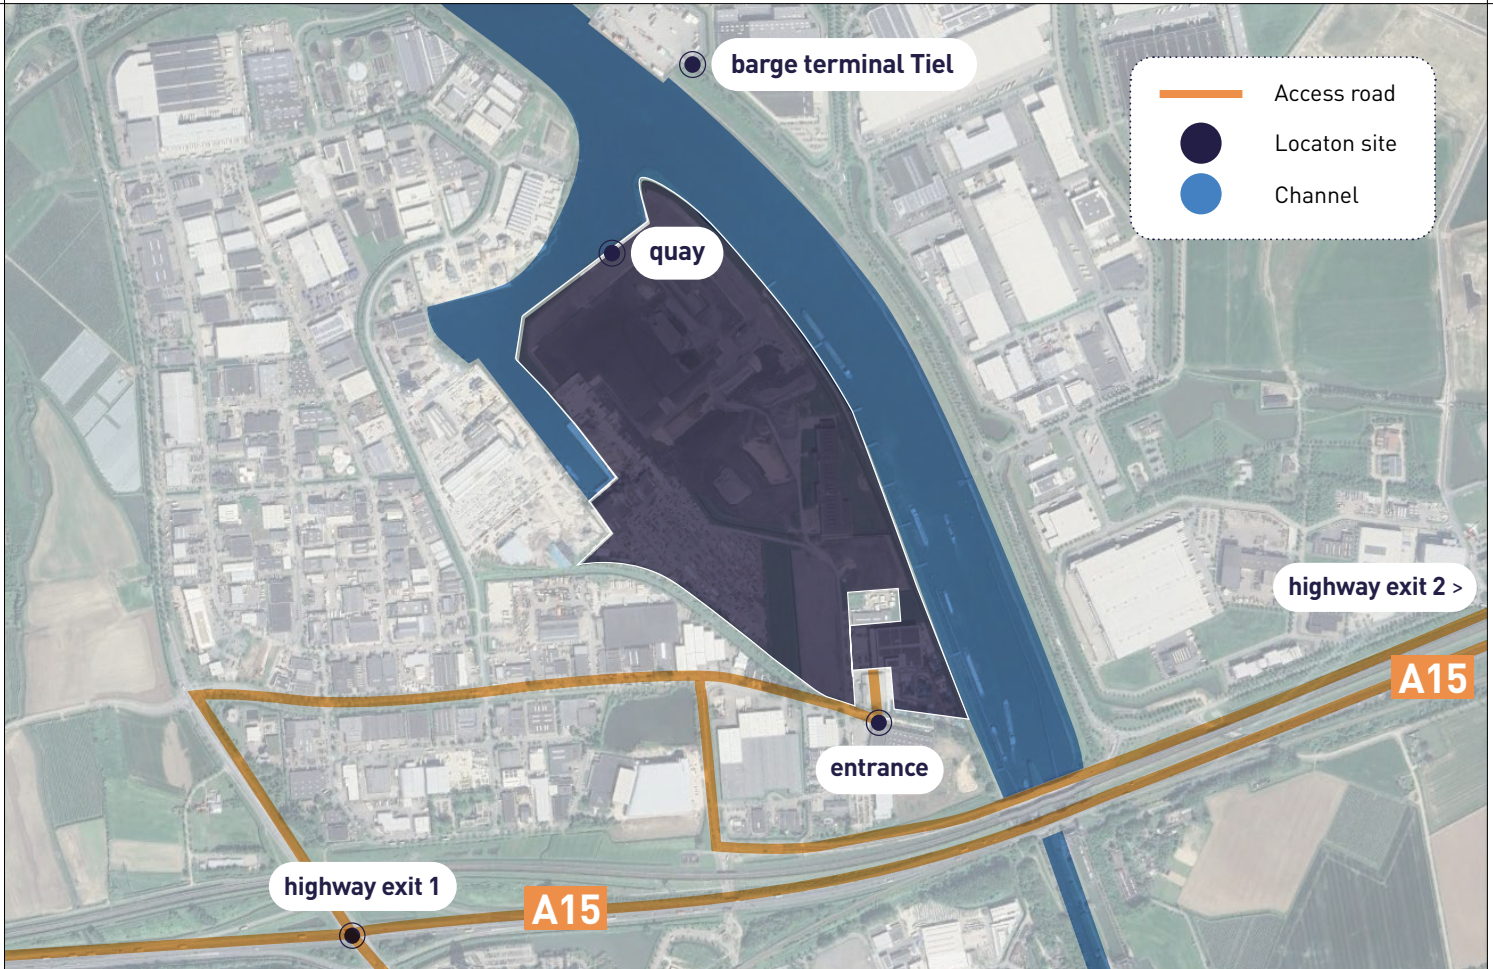 barge terminal Tiel
Access road
Locaton site
Channel
quay
highway exit 2 >
A15
entrance
highway exit 1
A15